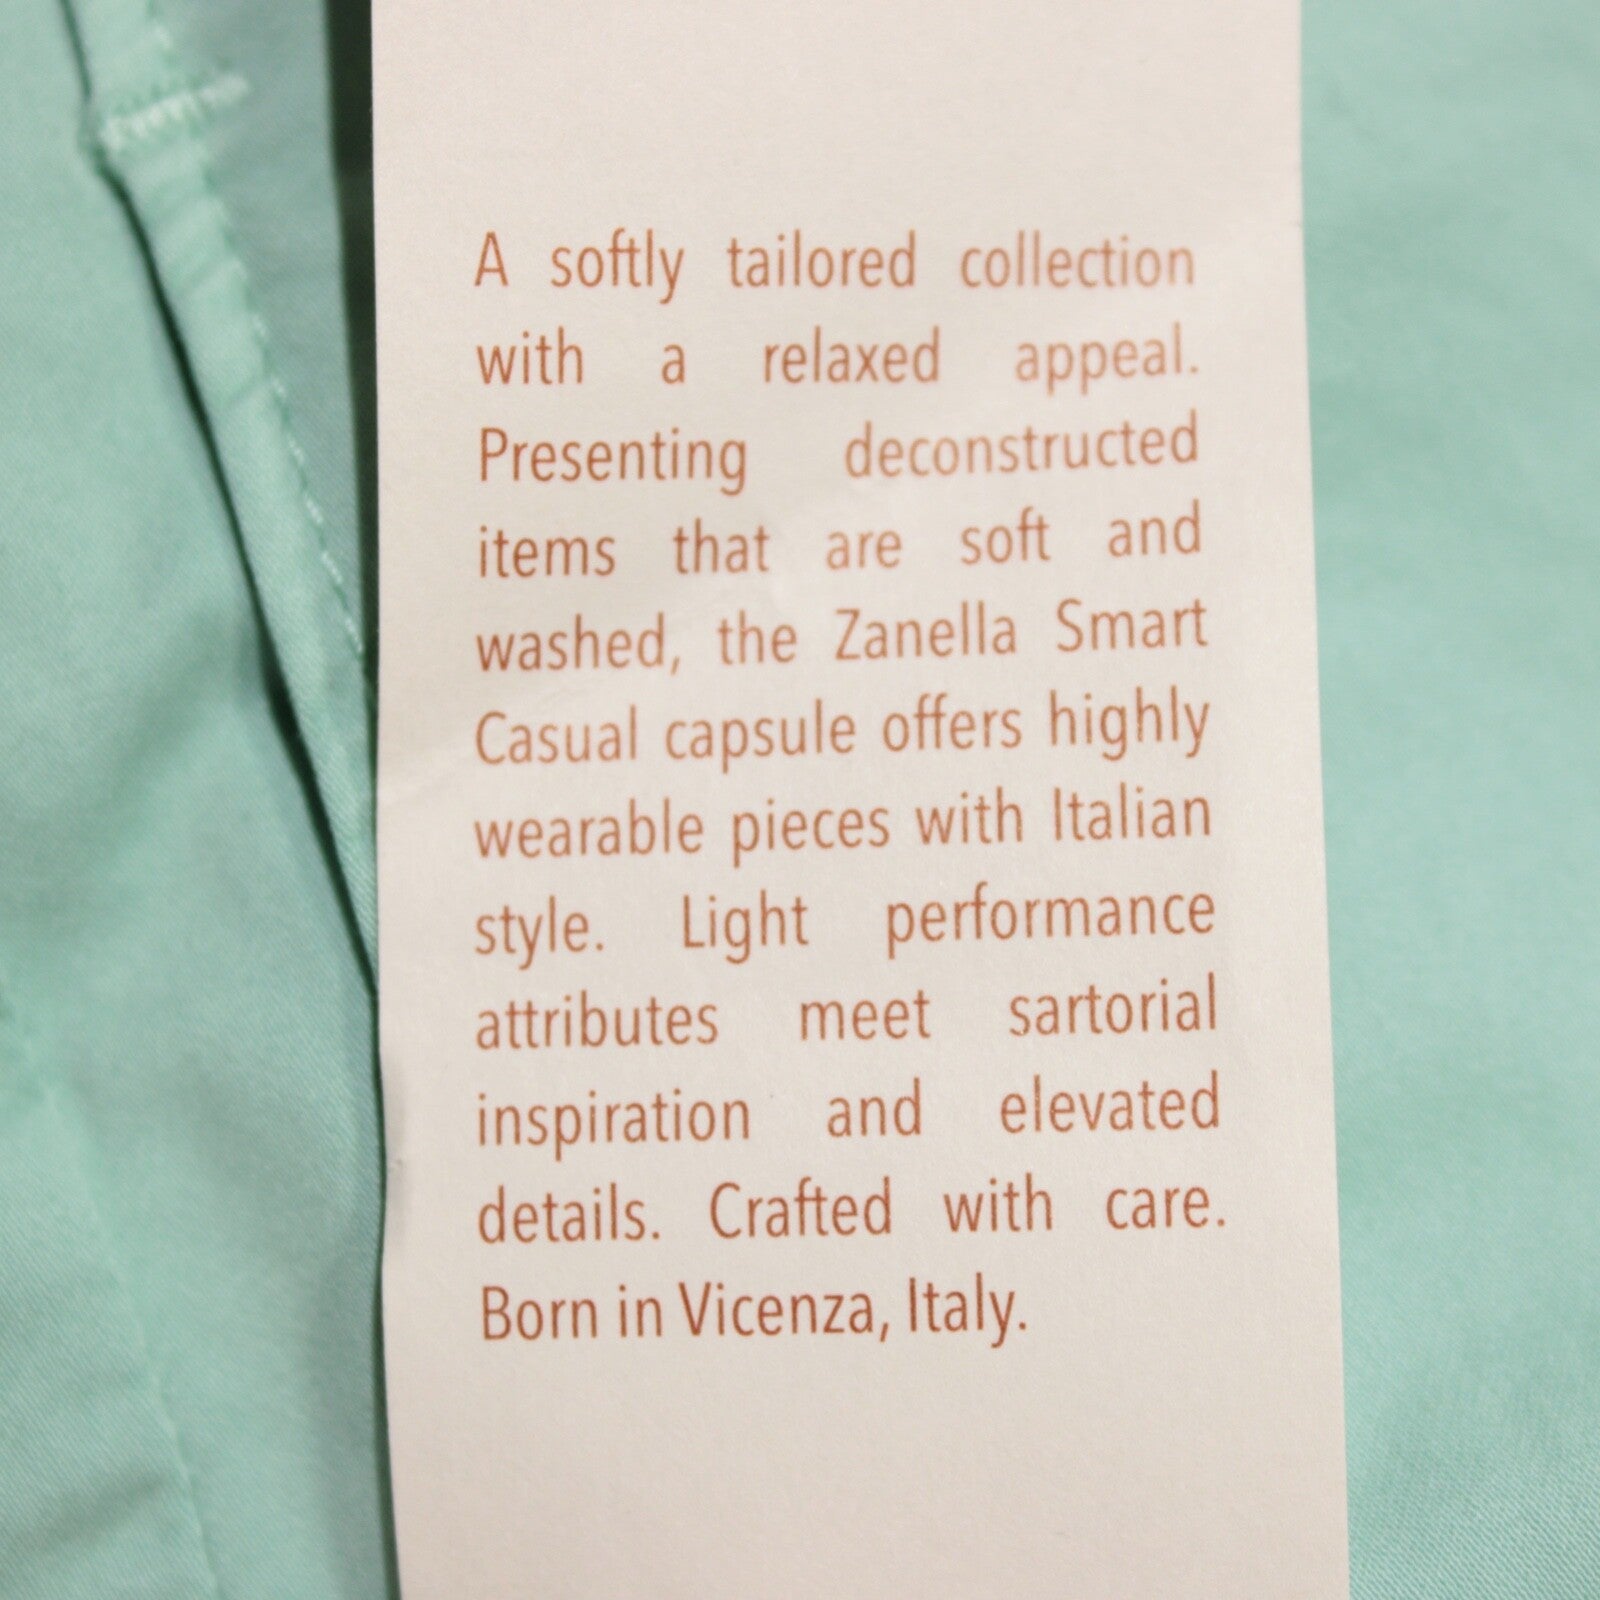 A softly tailored collection
with a relaxed appeal.
Presenting deconstructed
items that are soft and
washed, the Zanella Smart
Casual capsule offers highly
wearable pieces with Italian
style. Light performance
attributes meet sartorial
inspiration and elevated
details. Crafted with care.
Born in Vicenza, Italy.